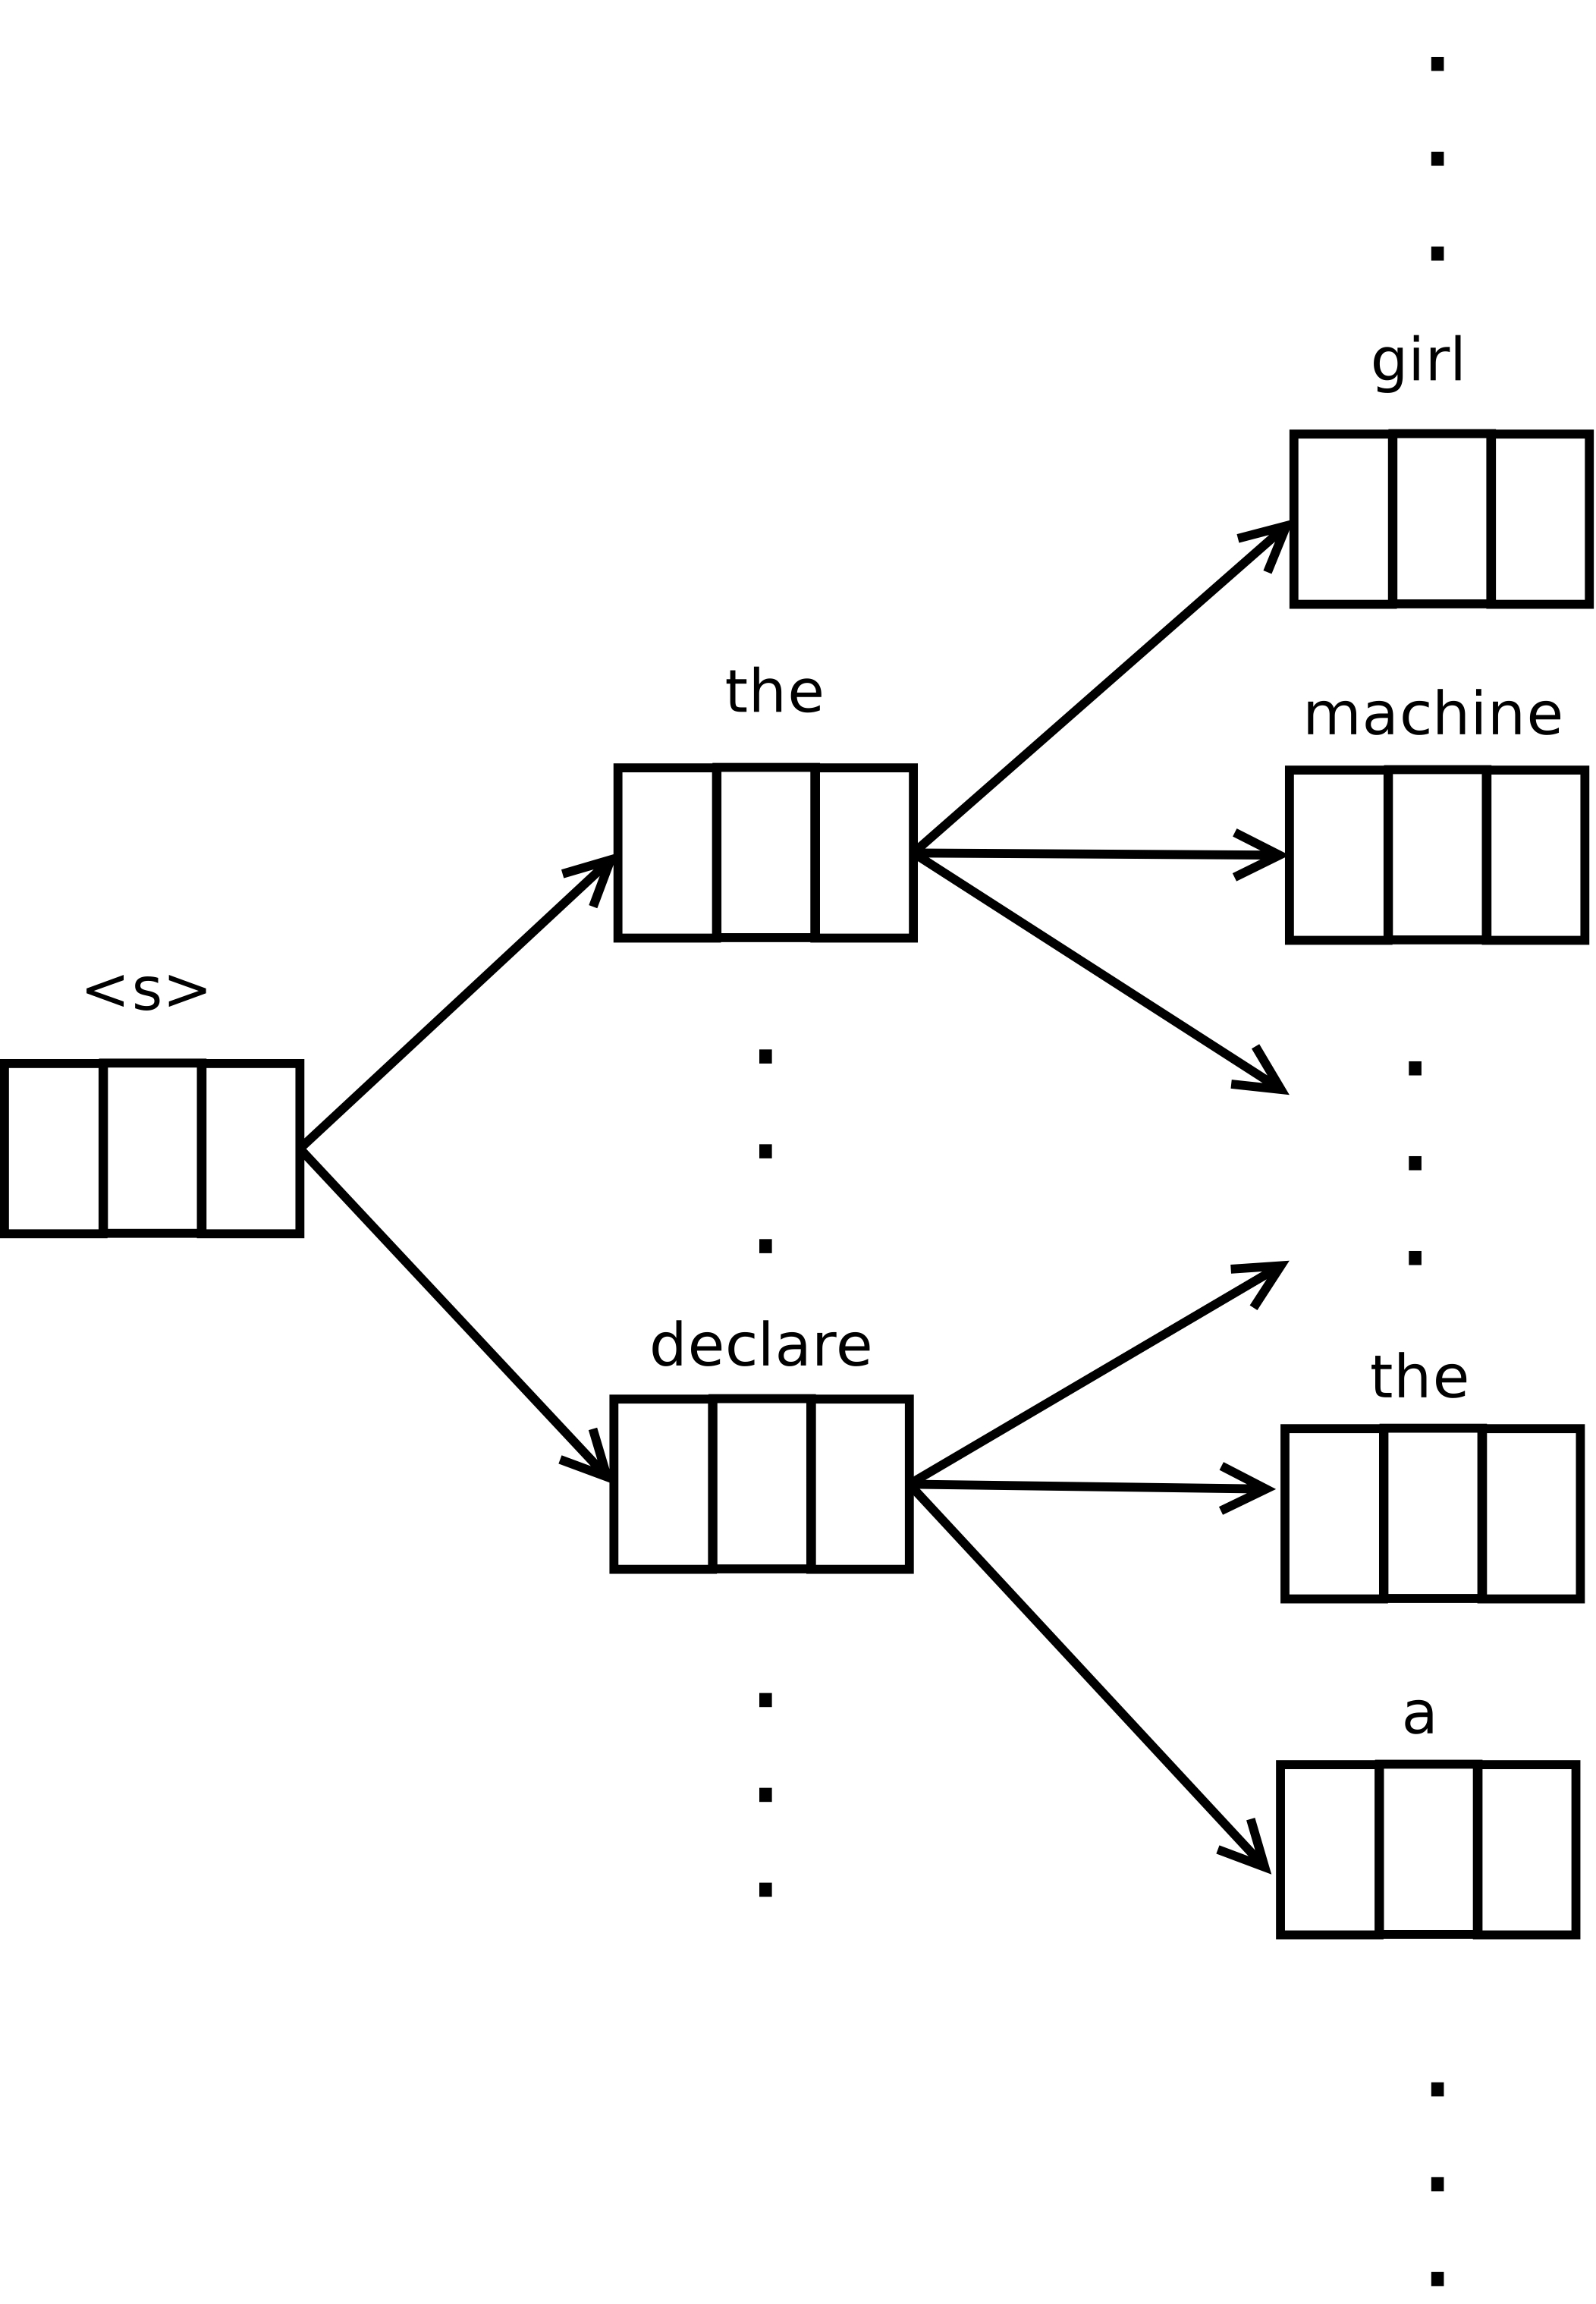 girl
the
machine
<s>
declare
the
a